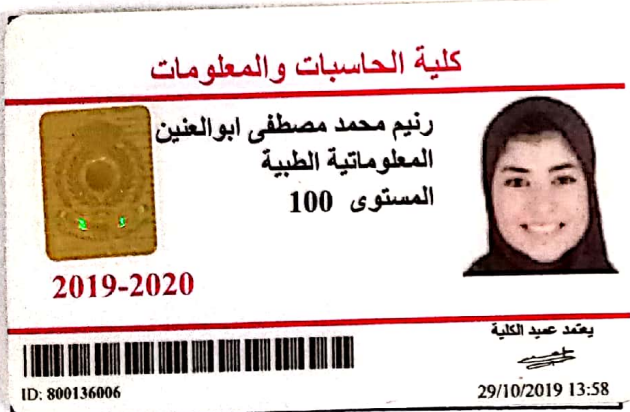 كلية الحاسبات والمعلومات
رنيم محمد مصطفى ابوالعنين
المعلوماتية الطبية
المستوى 100
2019-2020
يعتمد عميد الكلية
ID: 800136006
29/10/2019 13:58